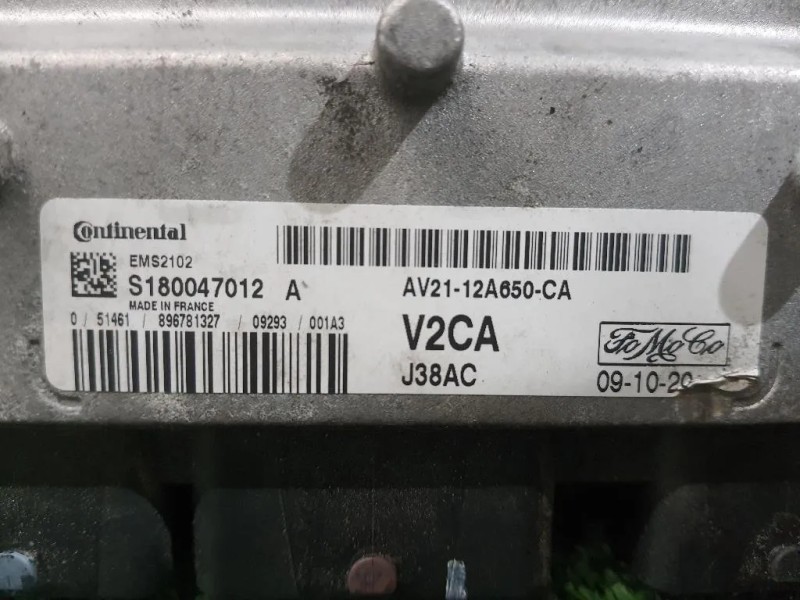 Continental
EMS2102
S180047012 A
MADE IN FRANCE
0 / 51461 / 896781327 / 09293 / 001A3
AV21-12A650-CA
V2CA
J38AC
FoMoCo
09-10-20